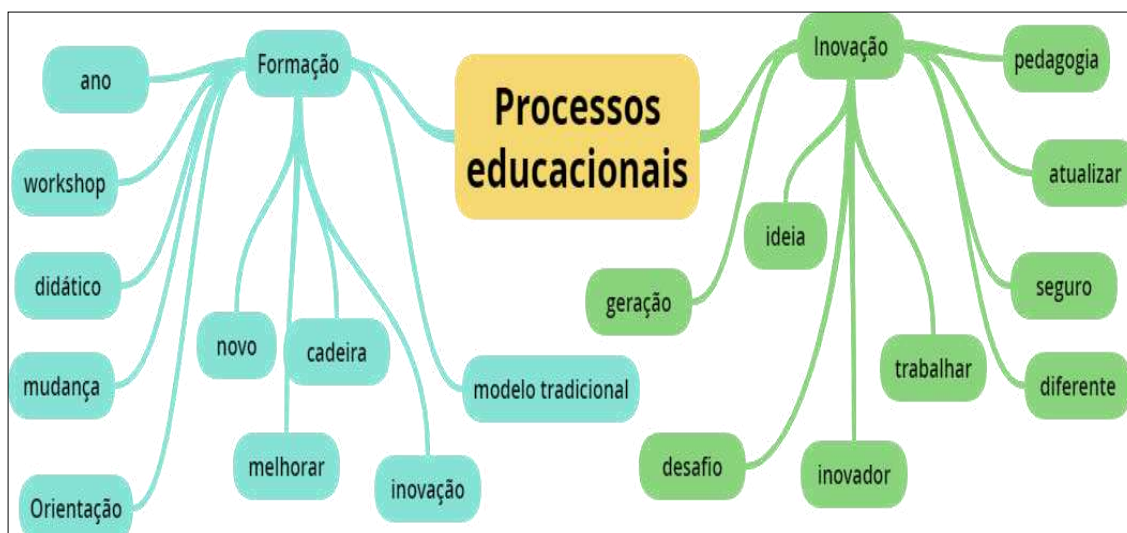 Processos
educacionais
Formação
ano
workshop
didático
mudança
Orientação
novo
melhorar
cadeira
inovação
modelo tradicional
Inovação
geração
ideia
desafio
inovador
trabalhar
pedagogia
atualizar
seguro
diferente